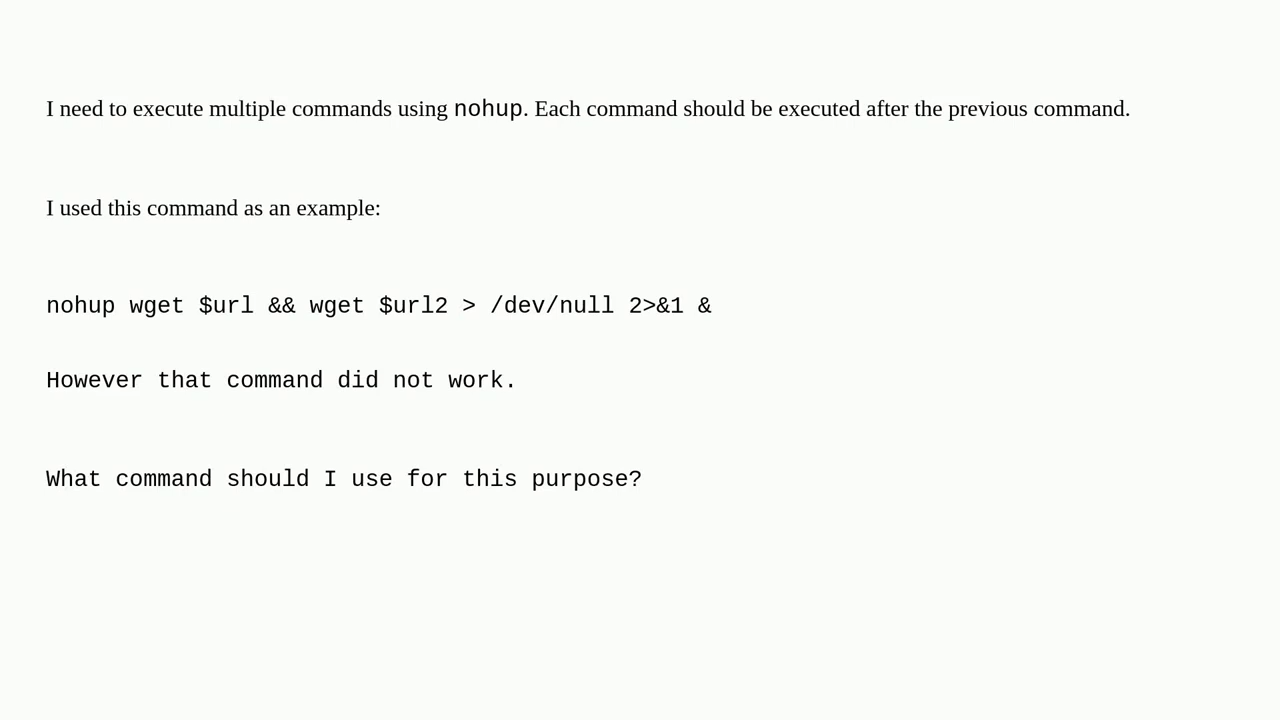 I need to execute multiple commands using nohup. Each command should be executed after the previous command.
I used this command as an example:
nohup wget $url && wget $url2 > /dev/null 2>&1 &
However that command did not work.
What command should I use for this purpose?